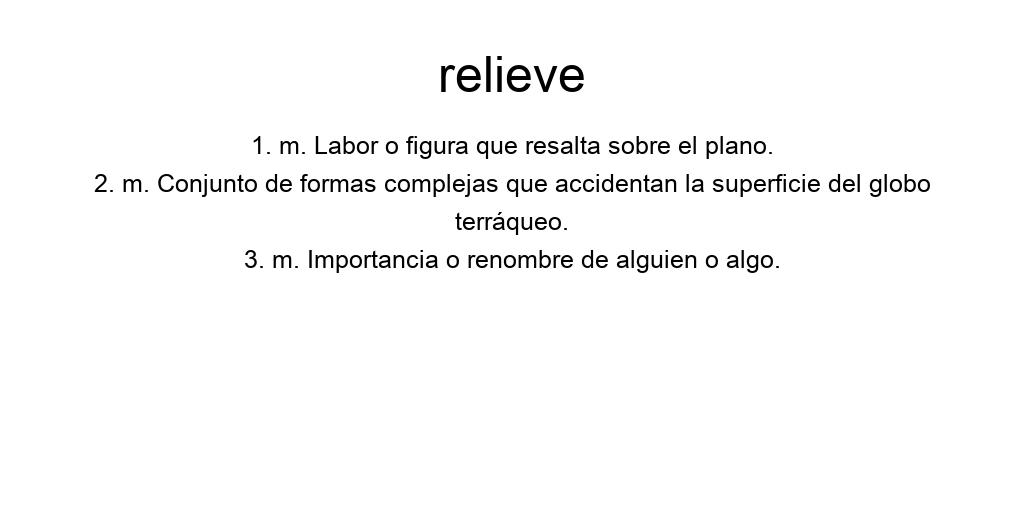 relieve
1. m. Labor o figura que resalta sobre el plano.
2. m. Conjunto de formas complejas que accidentan la superficie del globo
terráqueo.
3. m. Importancia o renombre de alguien o algo.